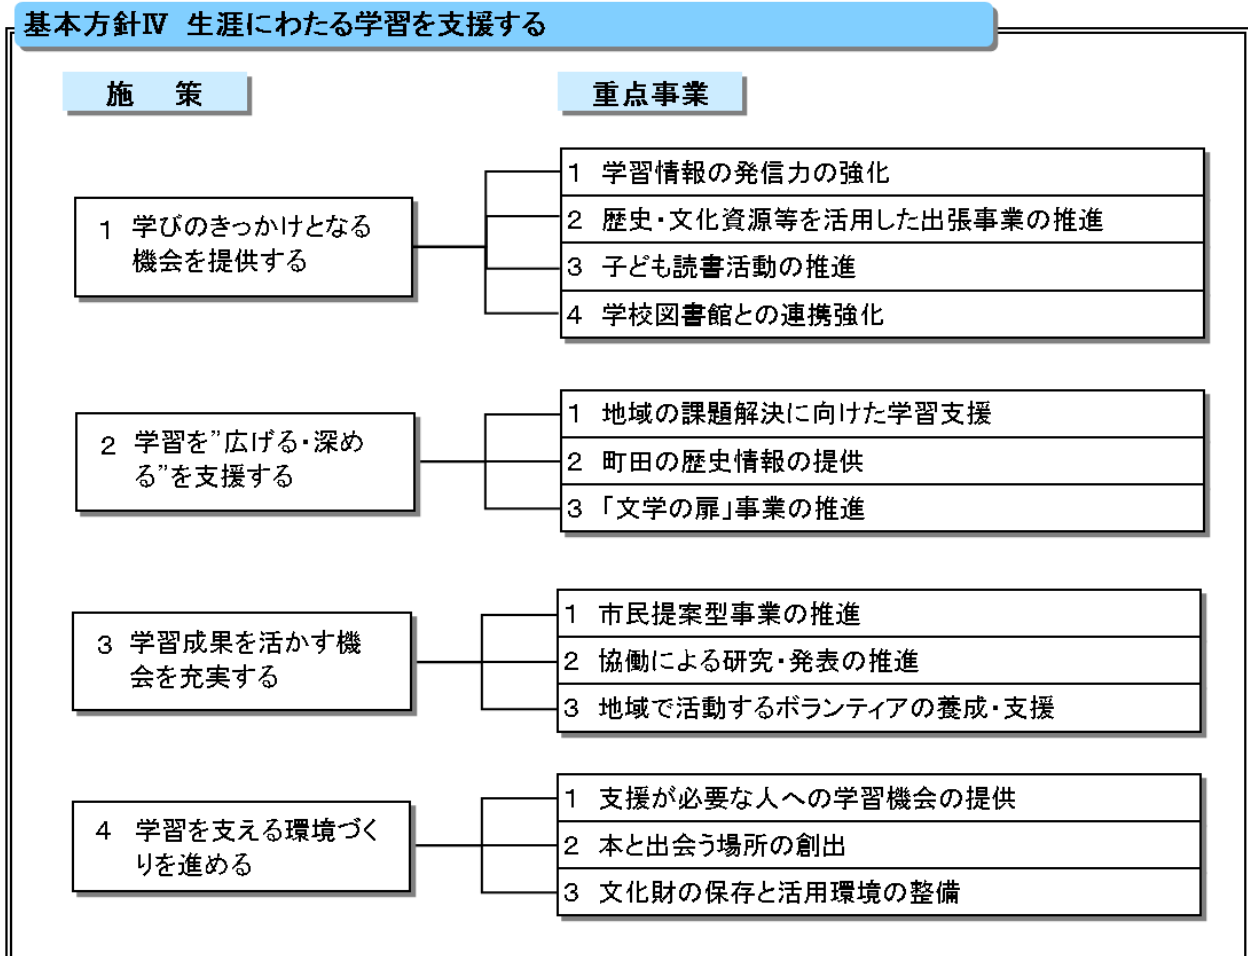 基本方針Ⅳ 生涯にわたる学習を支援する
施 策
重点事業
1 学びのきっかけとなる
機会を提供する
1 学習情報の発信力の強化
2 歴史・文化資源等を活用した出張事業の推進
3 子ども読書活動の推進
4 学校図書館との連携強化
2 学習を”広げる・深め
る”を支援する
1 地域の課題解決に向けた学習支援
2 町田の歴史情報の提供
3 「文学の扉」事業の推進
3 学習成果を活かす機
会を充実する
1 市民提案型事業の推進
2 協働による研究・発表の推進
3 地域で活動するボランティアの養成・支援
4 学習を支える環境づく
りを進める
1 支援が必要な人への学習機会の提供
2 本と出会う場所の創出
3 文化財の保存と活用環境の整備